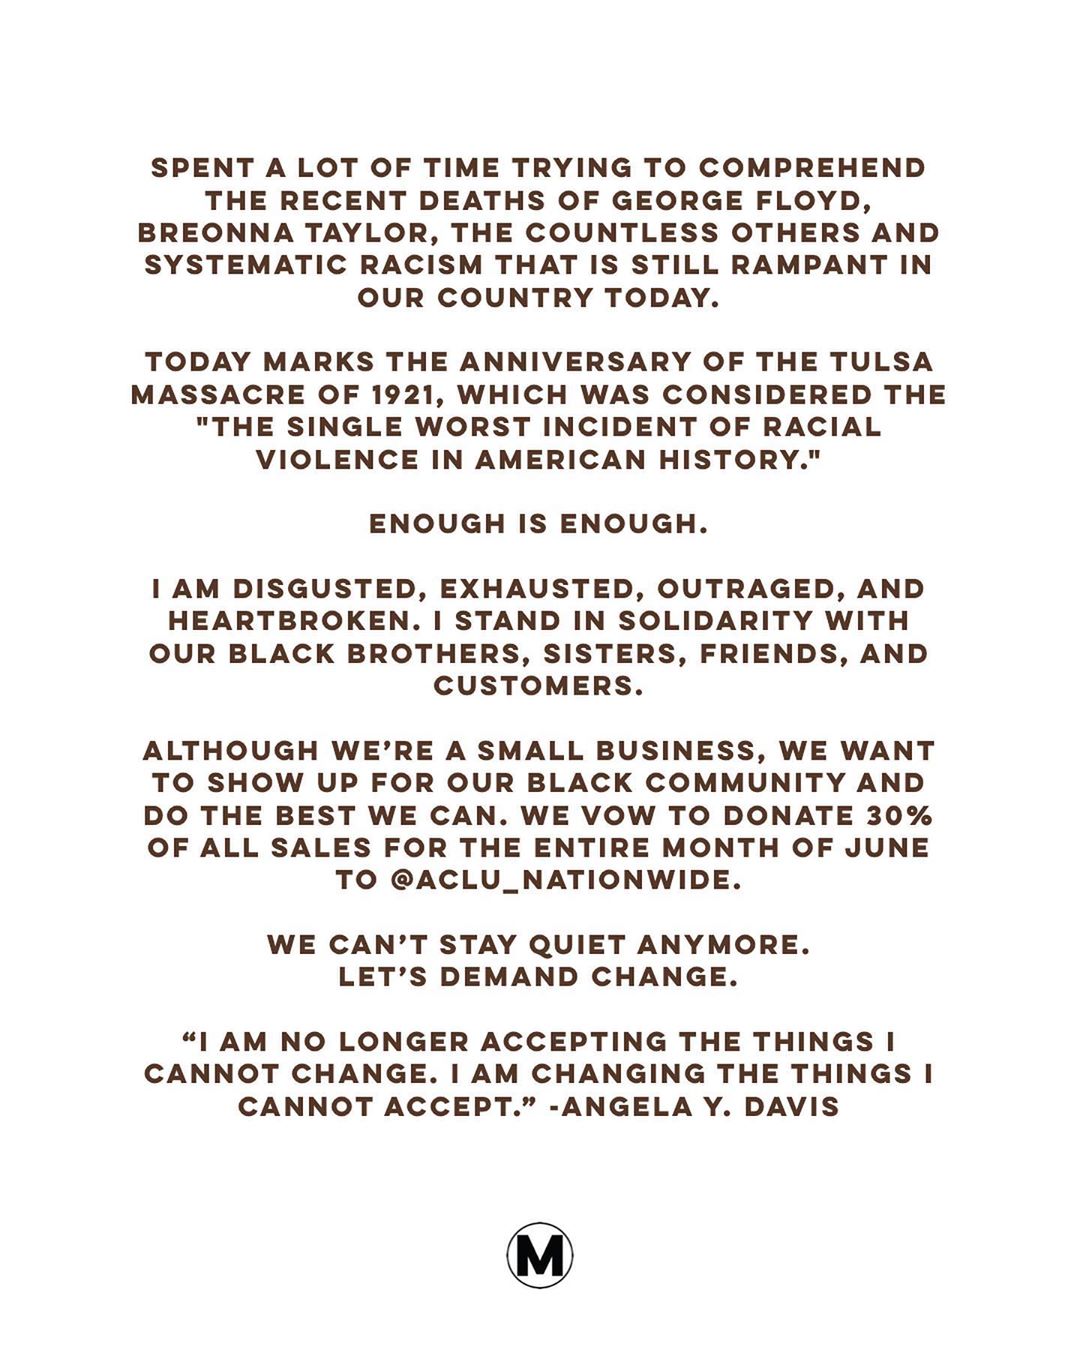 SPENT A LOT OF TIME TRYING TO COMPREHEND
THE RECENT DEATHS OF GEORGE FLOYD,
BREONNA TAYLOR, THE COUNTLESS OTHERS AND
SYSTEMATIC RACISM THAT IS STILL RAMPANT IN
OUR COUNTRY TODAY.
TODAY MARKS THE ANNIVERSARY OF THE TULSA
MASSACRE OF 1921, WHICH WAS CONSIDERED THE
"THE SINGLE WORST INCIDENT OF RACIAL
VIOLENCE IN AMERICAN HISTORY."
ENOUGH IS ENOUGH.
I AM DISGUSTED, EXHAUSTED, OUTRAGED, AND
HEARTBROKEN. I STAND IN SOLIDARITY WITH
OUR BLACK BROTHERS, SISTERS, FRIENDS, AND
CUSTOMERS.
ALTHOUGH WE’RE A SMALL BUSINESS, WE WANT
TO SHOW UP FOR OUR BLACK COMMUNITY AND
DO THE BEST WE CAN. WE VOW TO DONATE 30%
OF ALL SALES FOR THE ENTIRE MONTH OF JUNE
TO @ACLU_NATIONWIDE.
WE CAN’T STAY QUIET ANYMORE.
LET’S DEMAND CHANGE.
“I AM NO LONGER ACCEPTING THE THINGS I
CANNOT CHANGE. I AM CHANGING THE THINGS I
CANNOT ACCEPT.” -ANGELA Y. DAVIS
M